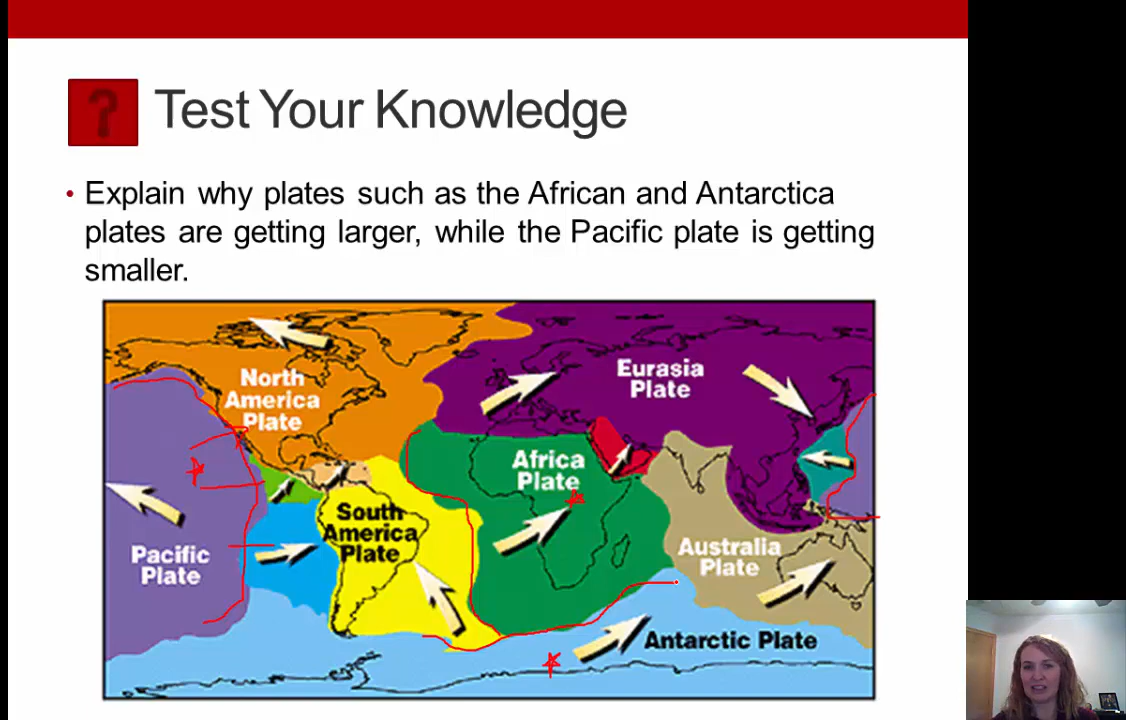 ?
Test Your Knowledge
• Explain why plates such as the African and Antarctica
plates are getting larger, while the Pacific plate is getting
smaller.
North
America
Plate
Eurasia
Plate
Africa
Plate
South
America
Plate
Pacific
Plate
Australia
Plate
Antarctic Plate